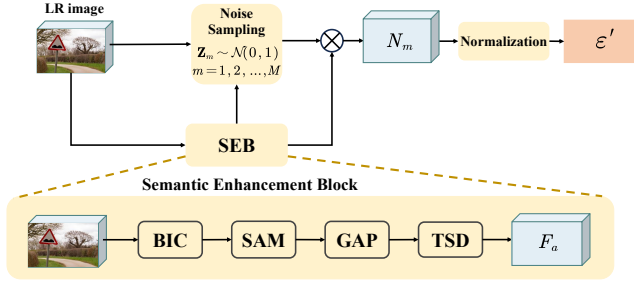 LR image
Noise
Sampling
Z_m ~ 𝒩(0, 1)
m = 1, 2, ..., M
N_m
Normalization
ε′
SEB
Semantic Enhancement Block
BIC
SAM
GAP
TSD
F_a